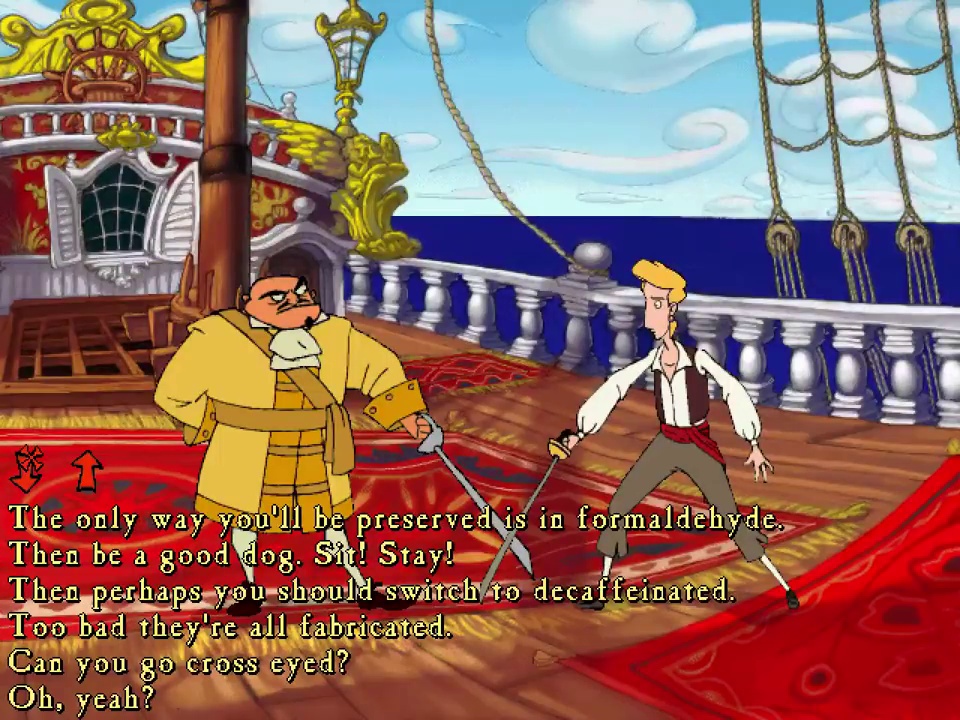 The only way you'll be preserved is in formaldehyde.
Then be a good dog. Sit! Stay!
Then perhaps you should switch to decaffeinated.
Too bad they're all fabricated.
Can you go cross eyed?
Oh, yeah?